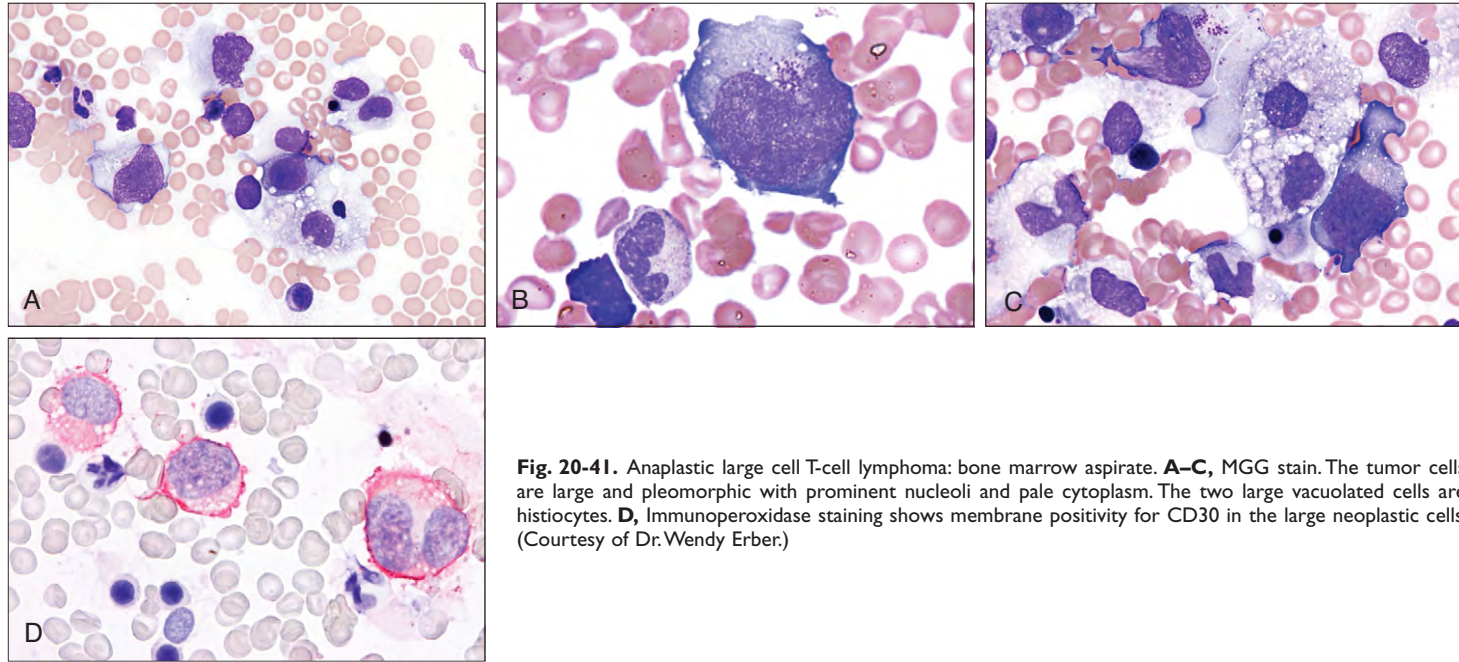 A
B
C
D
Fig. 20-41. Anaplastic large cell T-cell lymphoma: bone marrow aspirate. A–C, MGG stain. The tumor cells
are large and pleomorphic with prominent nucleoli and pale cytoplasm. The two large vacuolated cells are
histiocytes. D, Immunoperoxidase staining shows membrane positivity for CD30 in the large neoplastic cells
(Courtesy of Dr. Wendy Erber.)